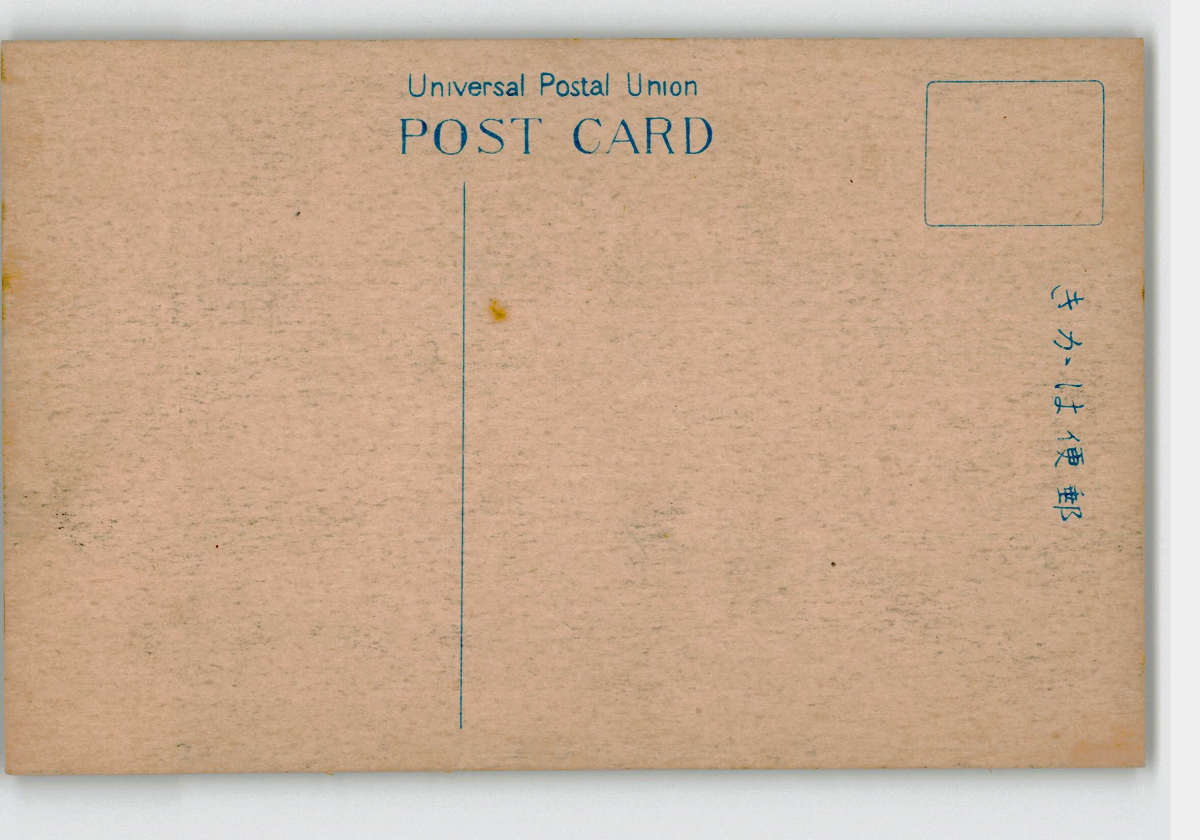 Universal Postal Union
POST CARD
郵便はかき